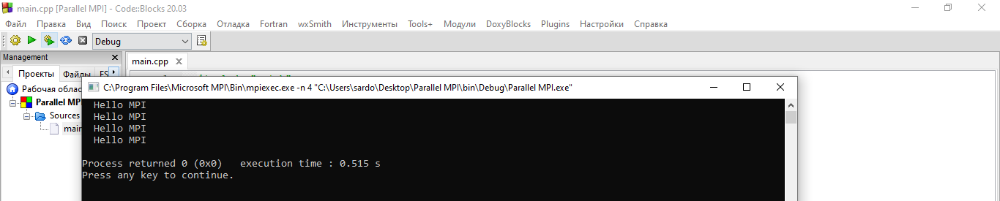 main.cpp [Parallel MPI] - Code::Blocks 20.03
Файл Правка Вид Поиск Проект Сборка Отладка Fortran wxSmith Инструменты Tools+ Модули DoxyBlocks Plugins Настройки Справка
Debug
Management
main.cpp
Проекты Файлы FS
C:\Program Files\Microsoft MPI\Bin\mpiexec.exe -n 4 "C:\Users\sardo\Desktop\Parallel MPI\bin\Debug\Parallel MPI.exe"
Рабочая облас
Parallel MP
Sources
main
Hello MPI
Hello MPI
Hello MPI
Hello MPI
Process returned 0 (0x0) execution time : 0.515 s
Press any key to continue.